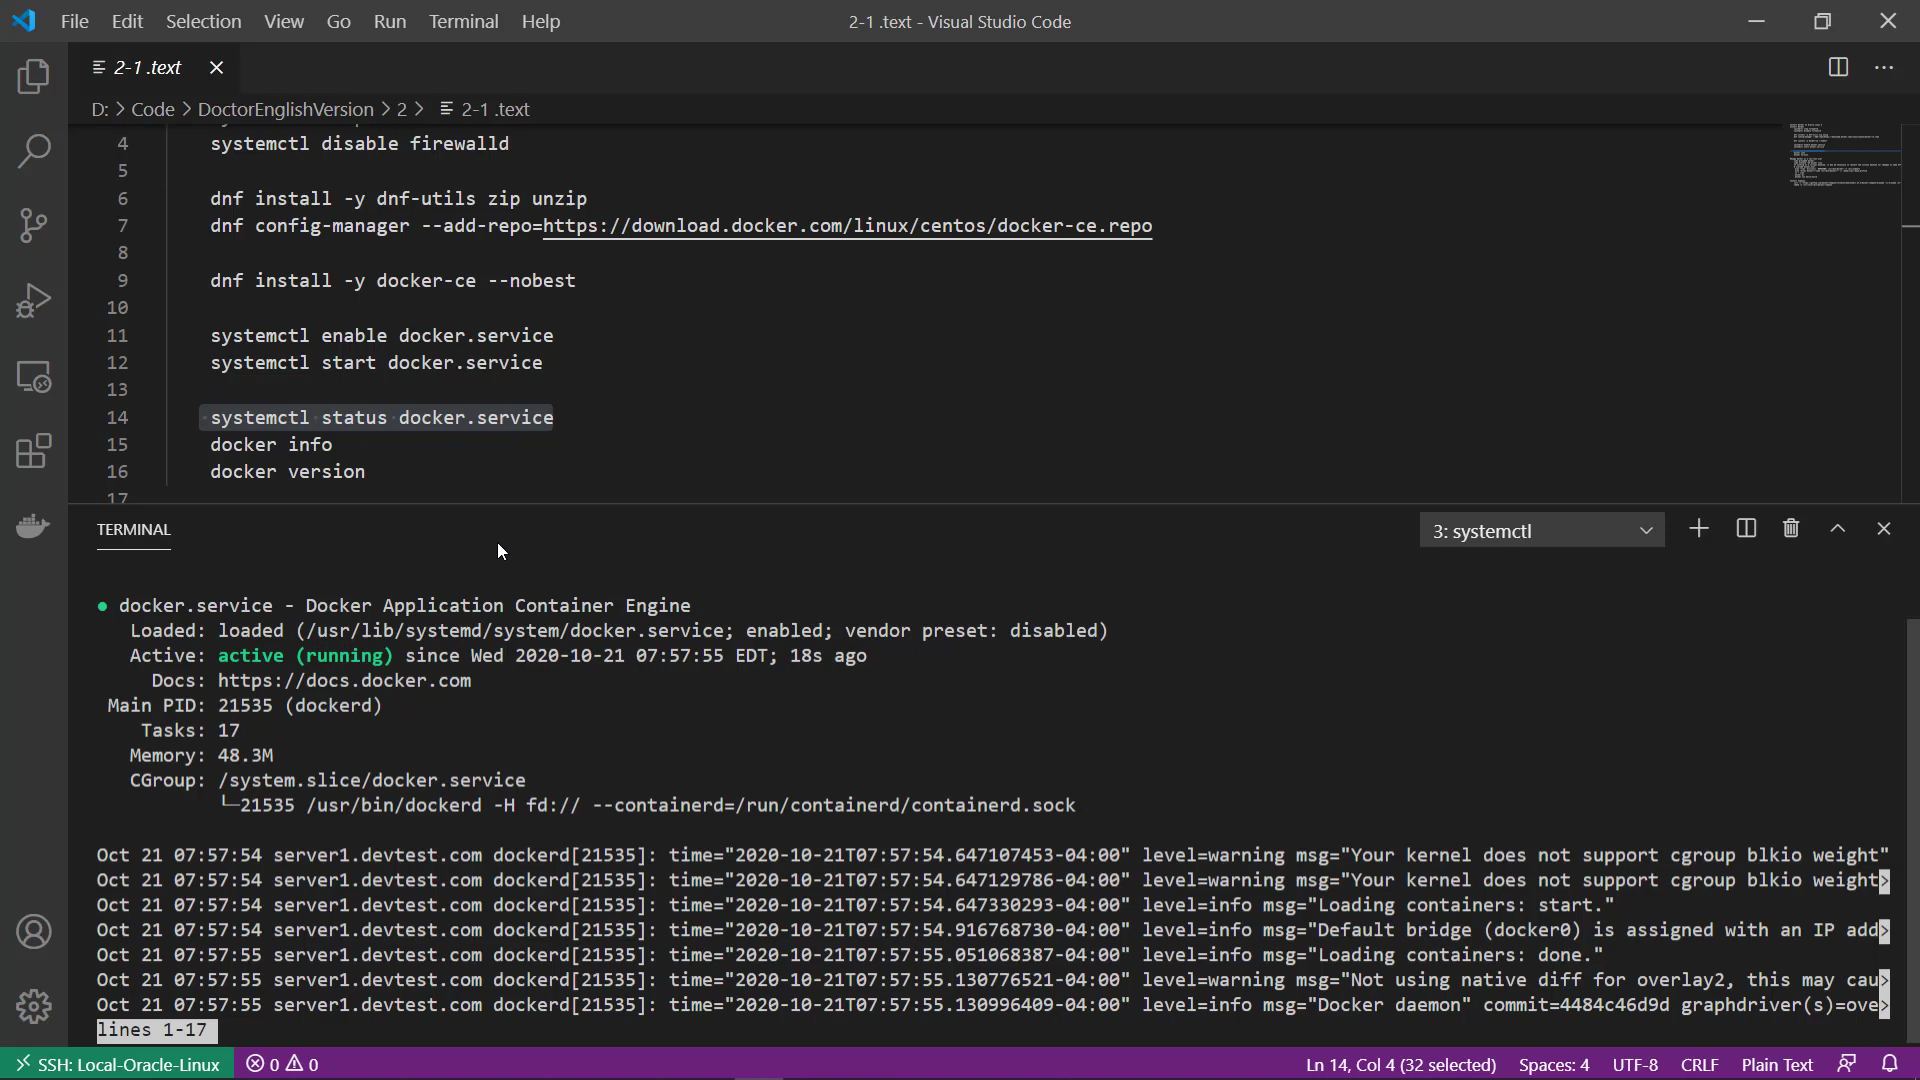 File Edit Selection View Go Run Terminal Help
2-1 .text - Visual Studio Code
2-1 .text
D: > Code > DoctorEnglishVersion > 2 > 2-1 .text
4 systemctl disable firewalld
5
6 dnf install -y dnf-utils zip unzip
7 dnf config-manager --add-repo=https://download.docker.com/linux/centos/docker-ce.repo
8
9 dnf install -y docker-ce --nobest
10
11 systemctl enable docker.service
12 systemctl start docker.service
13
14 systemctl status docker.service
15 docker info
16 docker version
17
TERMINAL
3: systemctl
● docker.service - Docker Application Container Engine
Loaded: loaded (/usr/lib/systemd/system/docker.service; enabled; vendor preset: disabled)
Active: active (running) since Wed 2020-10-21 07:57:55 EDT; 18s ago
Docs: https://docs.docker.com
Main PID: 21535 (dockerd)
Tasks: 17
Memory: 48.3M
CGroup: /system.slice/docker.service
└─21535 /usr/bin/dockerd -H fd:// --containerd=/run/containerd/containerd.sock
Oct 21 07:57:54 server1.devtest.com dockerd[21535]: time="2020-10-21T07:57:54.647107453-04:00" level=warning msg="Your kernel does not support cgroup blkio weight"
Oct 21 07:57:54 server1.devtest.com dockerd[21535]: time="2020-10-21T07:57:54.647129786-04:00" level=warning msg="Your kernel does not support cgroup blkio weight>
Oct 21 07:57:54 server1.devtest.com dockerd[21535]: time="2020-10-21T07:57:54.647330293-04:00" level=info msg="Loading containers: start."
Oct 21 07:57:54 server1.devtest.com dockerd[21535]: time="2020-10-21T07:57:54.916768730-04:00" level=info msg="Default bridge (docker0) is assigned with an IP add>
Oct 21 07:57:55 server1.devtest.com dockerd[21535]: time="2020-10-21T07:57:55.051068387-04:00" level=info msg="Loading containers: done."
Oct 21 07:57:55 server1.devtest.com dockerd[21535]: time="2020-10-21T07:57:55.130776521-04:00" level=warning msg="Not using native diff for overlay2, this may cau>
Oct 21 07:57:55 server1.devtest.com dockerd[21535]: time="2020-10-21T07:57:55.130996409-04:00" level=info msg="Docker daemon" commit=4484c46d9d graphdriver(s)=ove>
lines 1-17
SSH: Local-Oracle-Linux 0 0 Ln 14, Col 4 (32 selected) Spaces: 4 UTF-8 CRLF Plain Text